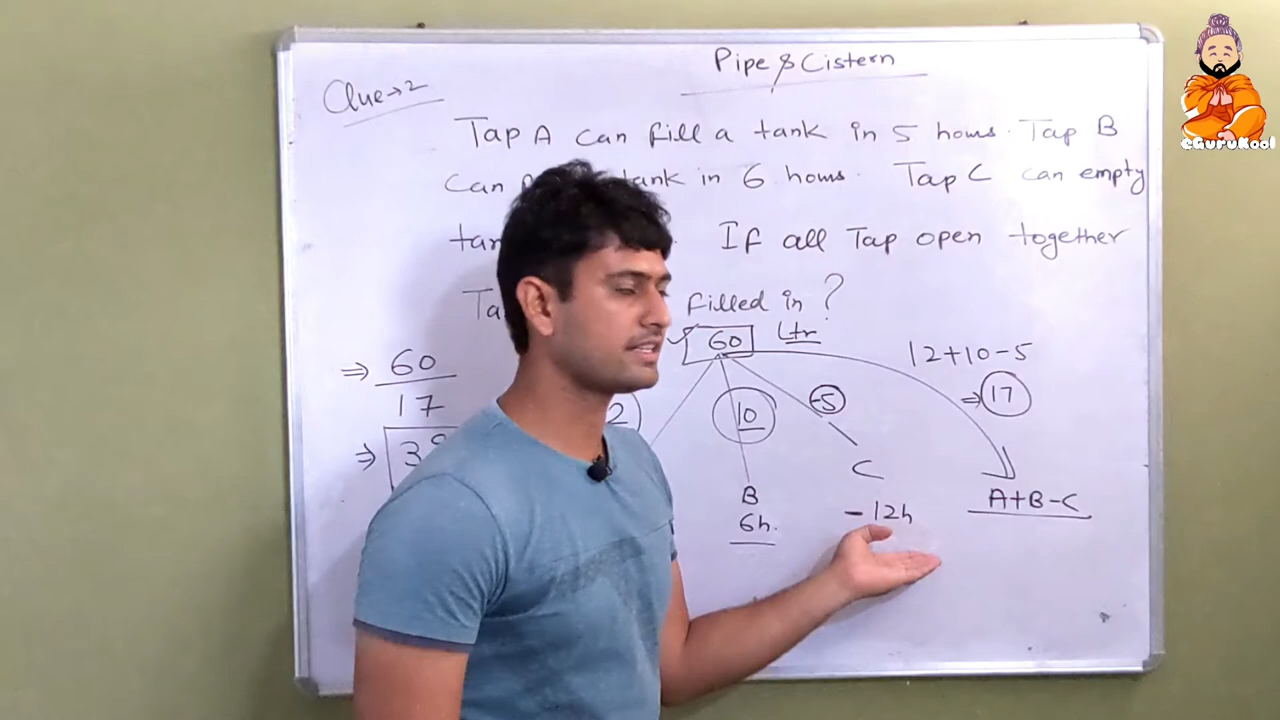 Pipe & Cistern
Clue→2
Tap A can fill a tank in 5 hours. Tap B
can tank in 6 hours. Tap C can empty
If all Tap open together
filled in ?
60 Ltr
12+10-5
⇒ 17
⇒ 60
17
10
-5
B
6h.
C
-12h
A+B-C
eGuruKool